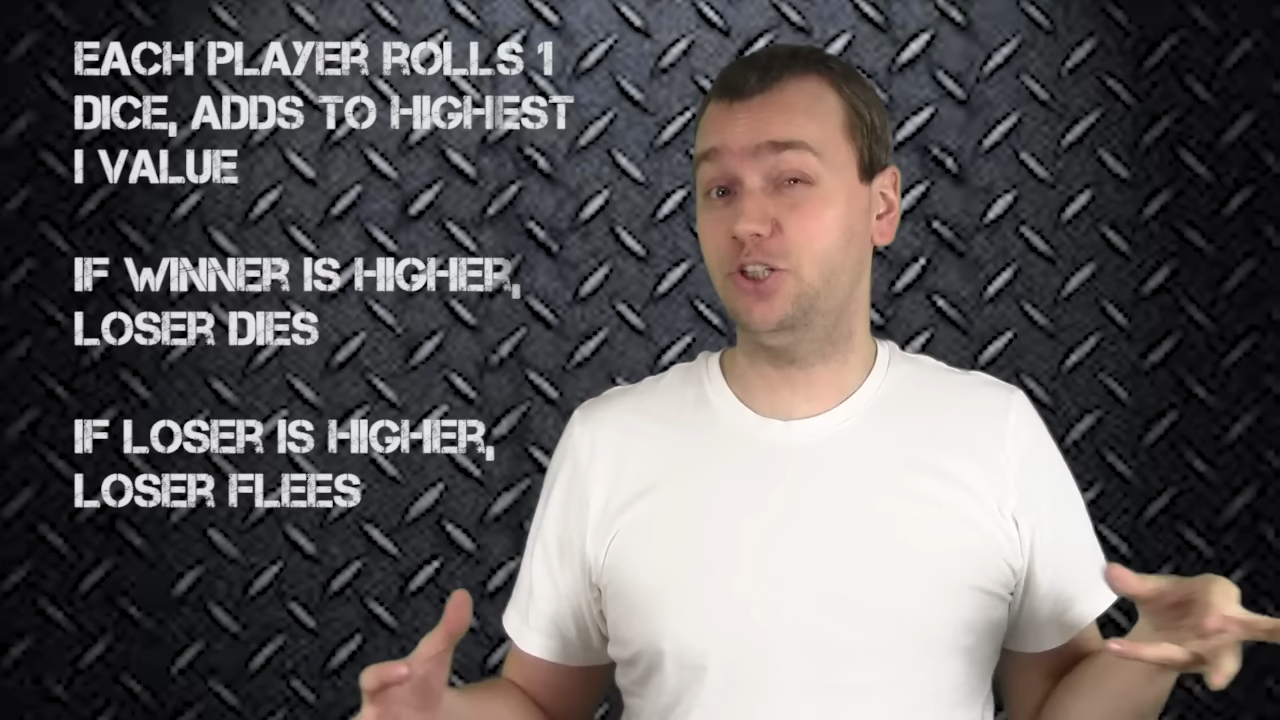 EACH PLAYER ROLLS 1
DICE, ADDS TO HIGHEST
I VALUE
IF WINNER IS HIGHER,
LOSER DIES
IF LOSER IS HIGHER,
LOSER FLEES